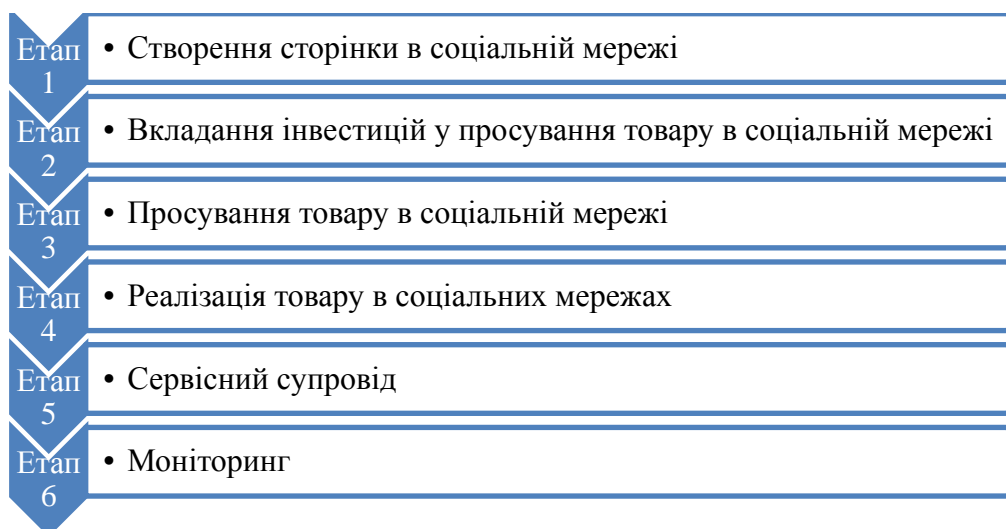 Етап
1
• Створення сторінки в соціальній мережі
Етап
2
• Вкладання інвестицій у просування товару в соціальній мережі
Етап
3
• Просування товару в соціальній мережі
Етап
4
• Реалізація товару в соціальних мережах
Етап
5
• Сервісний супровід
Етап
6
• Моніторинг